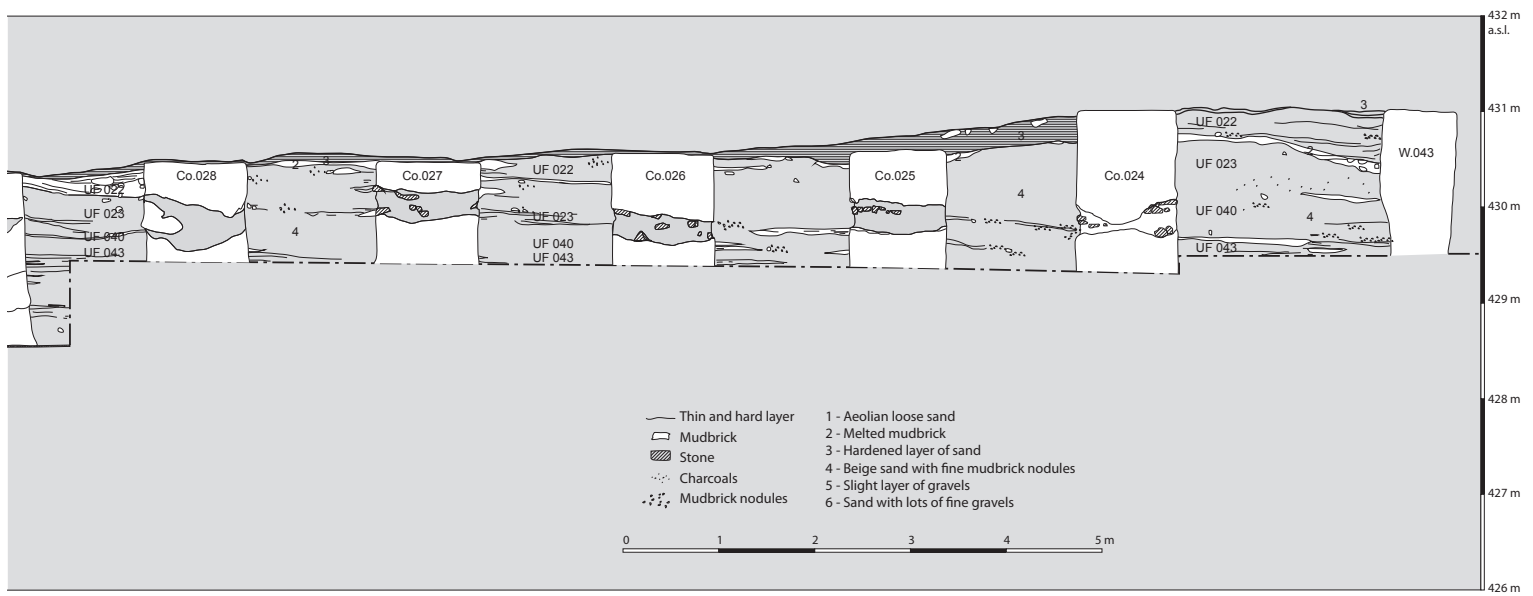 432 m
a.s.l.
431 m
430 m
429 m
428 m
427 m
426 m
UF 022
UF 023
UF 040
UF 043
Co.028
2
3
4
Co.027
UF 022
UF 023
UF 040
UF 043
Co.026
Co.025
3
4
Co.024
UF 022
UF 023
UF 040
UF 043
3
2
4
W.043
Thin and hard layer
Mudbrick
Stone
Charcoals
Mudbrick nodules
1 - Aeolian loose sand
2 - Melted mudbrick
3 - Hardened layer of sand
4 - Beige sand with fine mudbrick nodules
5 - Slight layer of gravels
6 - Sand with lots of fine gravels
0 1 2 3 4 5 m